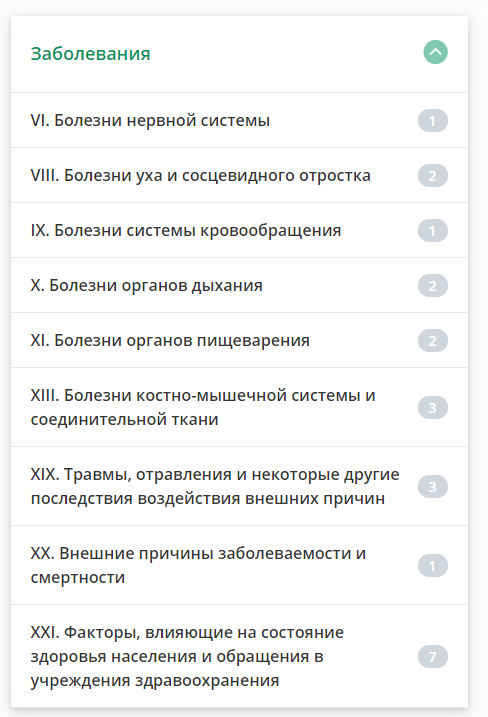 Заболевания
VI. Болезни нервной системы
1
VIII. Болезни уха и сосцевидного отростка
2
IX. Болезни системы кровообращения
1
X. Болезни органов дыхания
2
XI. Болезни органов пищеварения
2
XIII. Болезни костно-мышечной системы и
соединительной ткани
3
XIX. Травмы, отравления и некоторые другие
последствия воздействия внешних причин
3
XX. Внешние причины заболеваемости и
смертности
1
XXI. Факторы, влияющие на состояние
здоровья населения и обращения в
учреждения здравоохранения
7